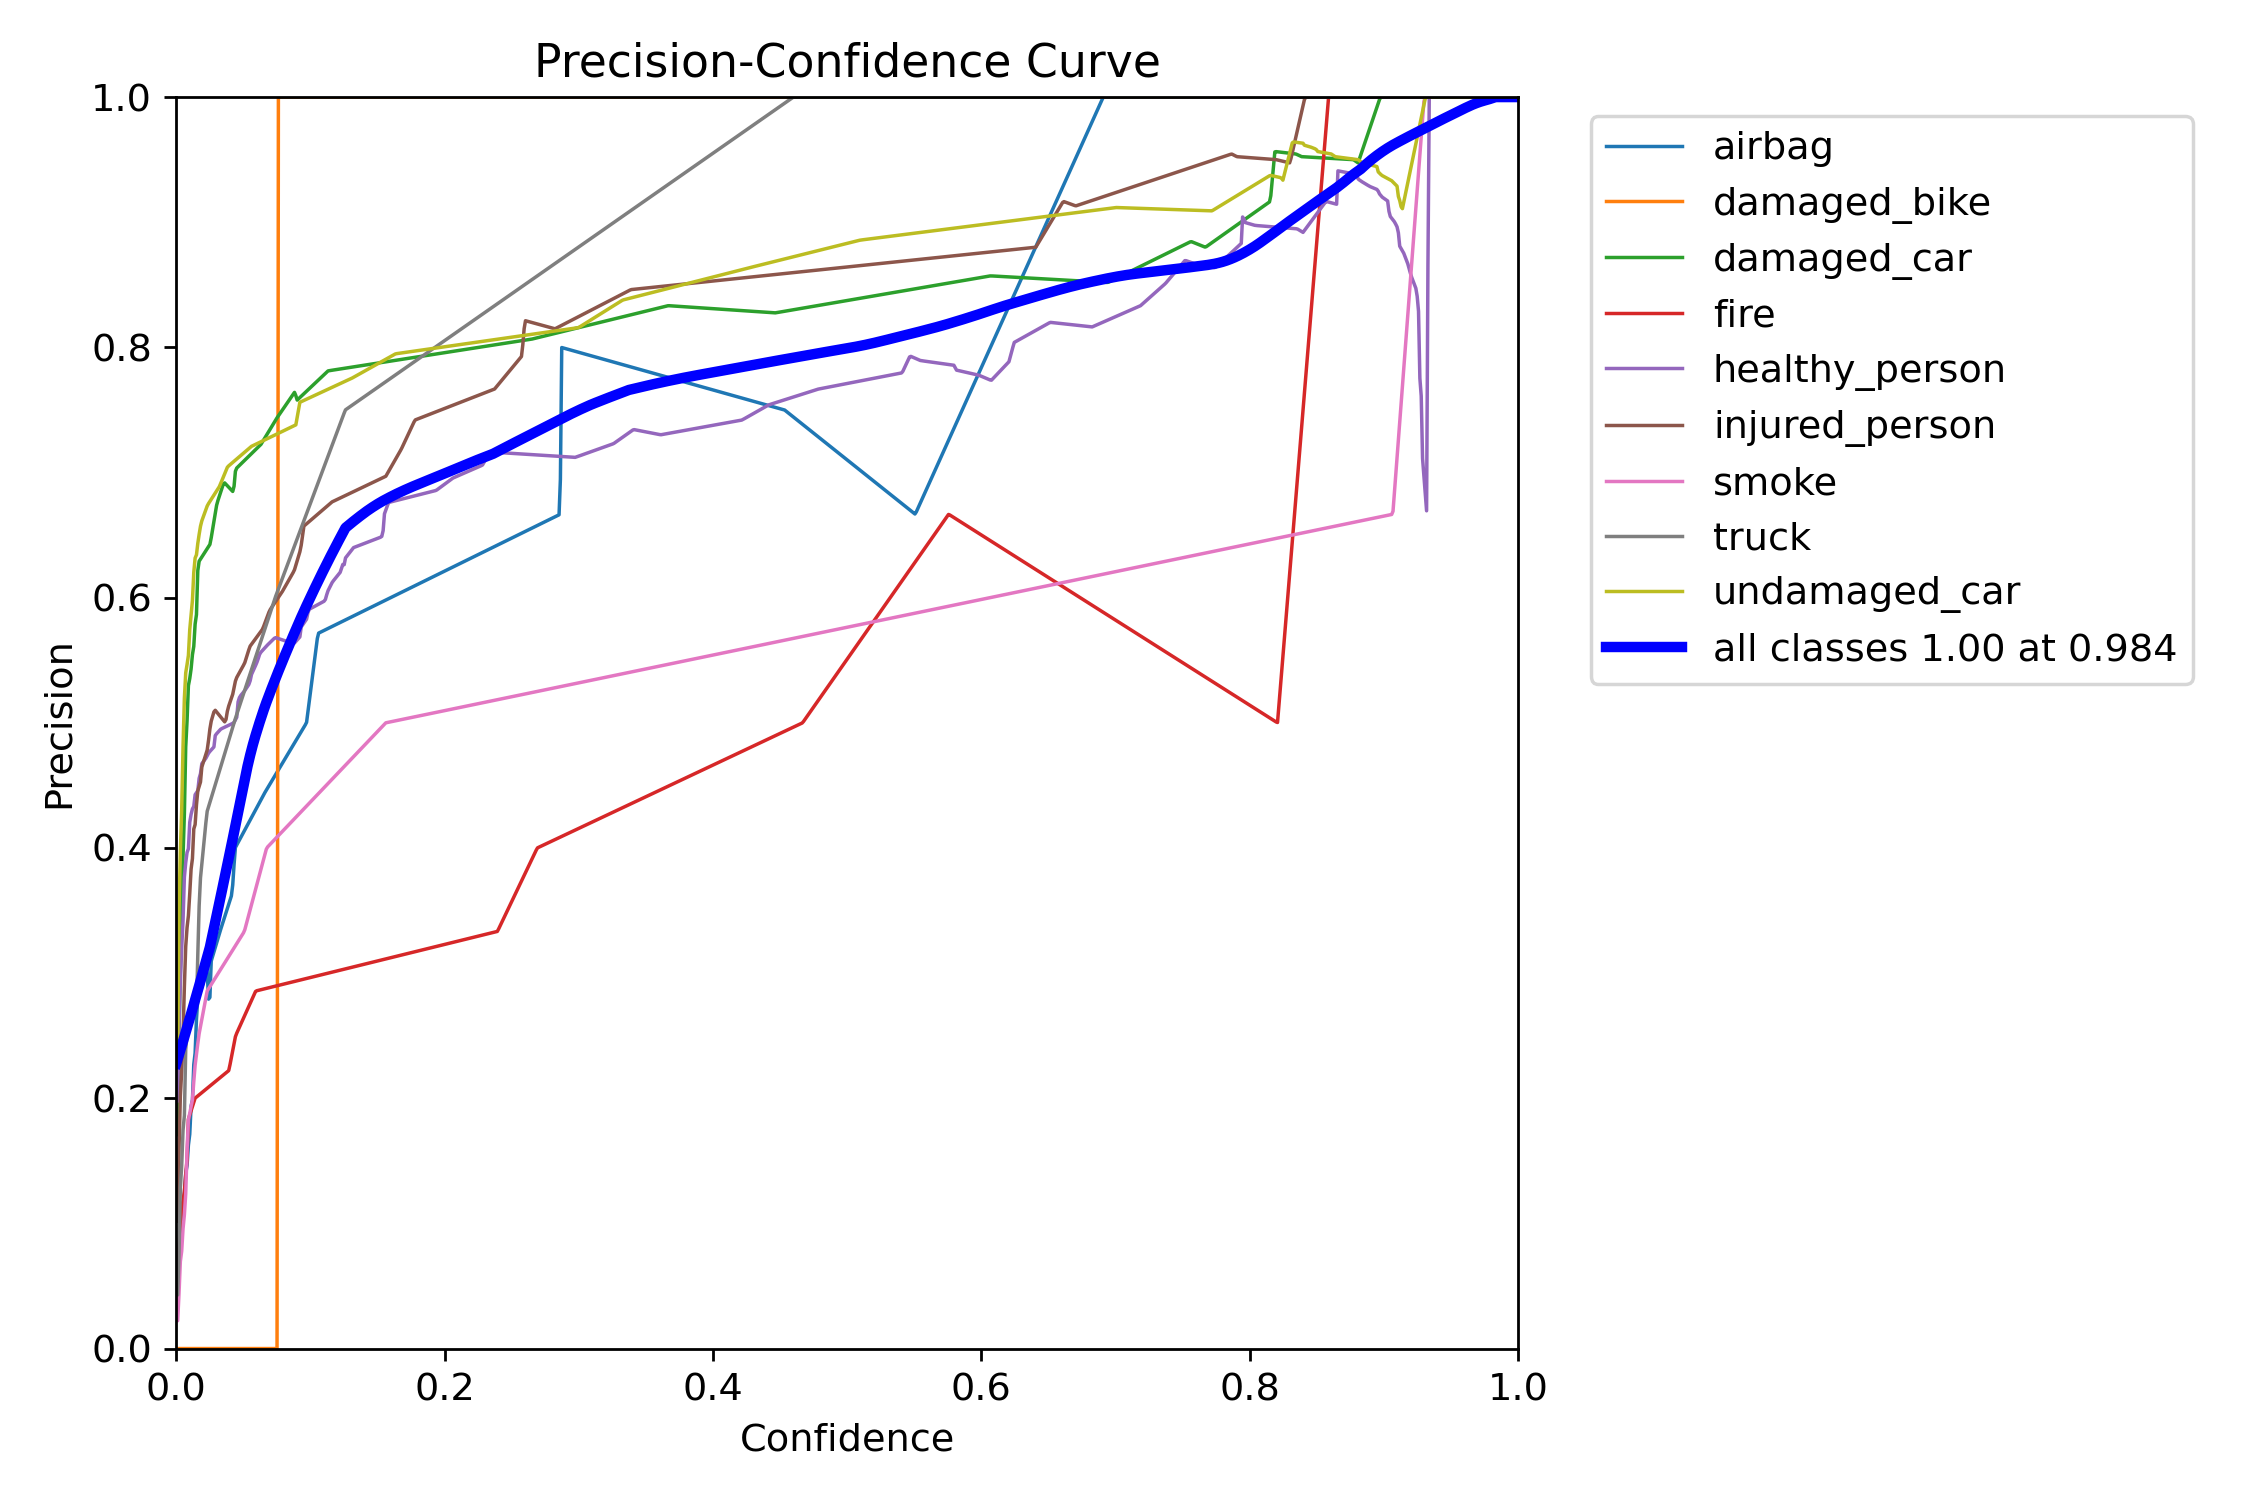 Precision-Confidence Curve
1.0
0.8
0.6
0.4
0.2
0.0
Precision
0.0 0.2 0.4 0.6 0.8 1.0
Confidence
airbag
damaged_bike
damaged_car
fire
healthy_person
injured_person
smoke
truck
undamaged_car
all classes 1.00 at 0.984